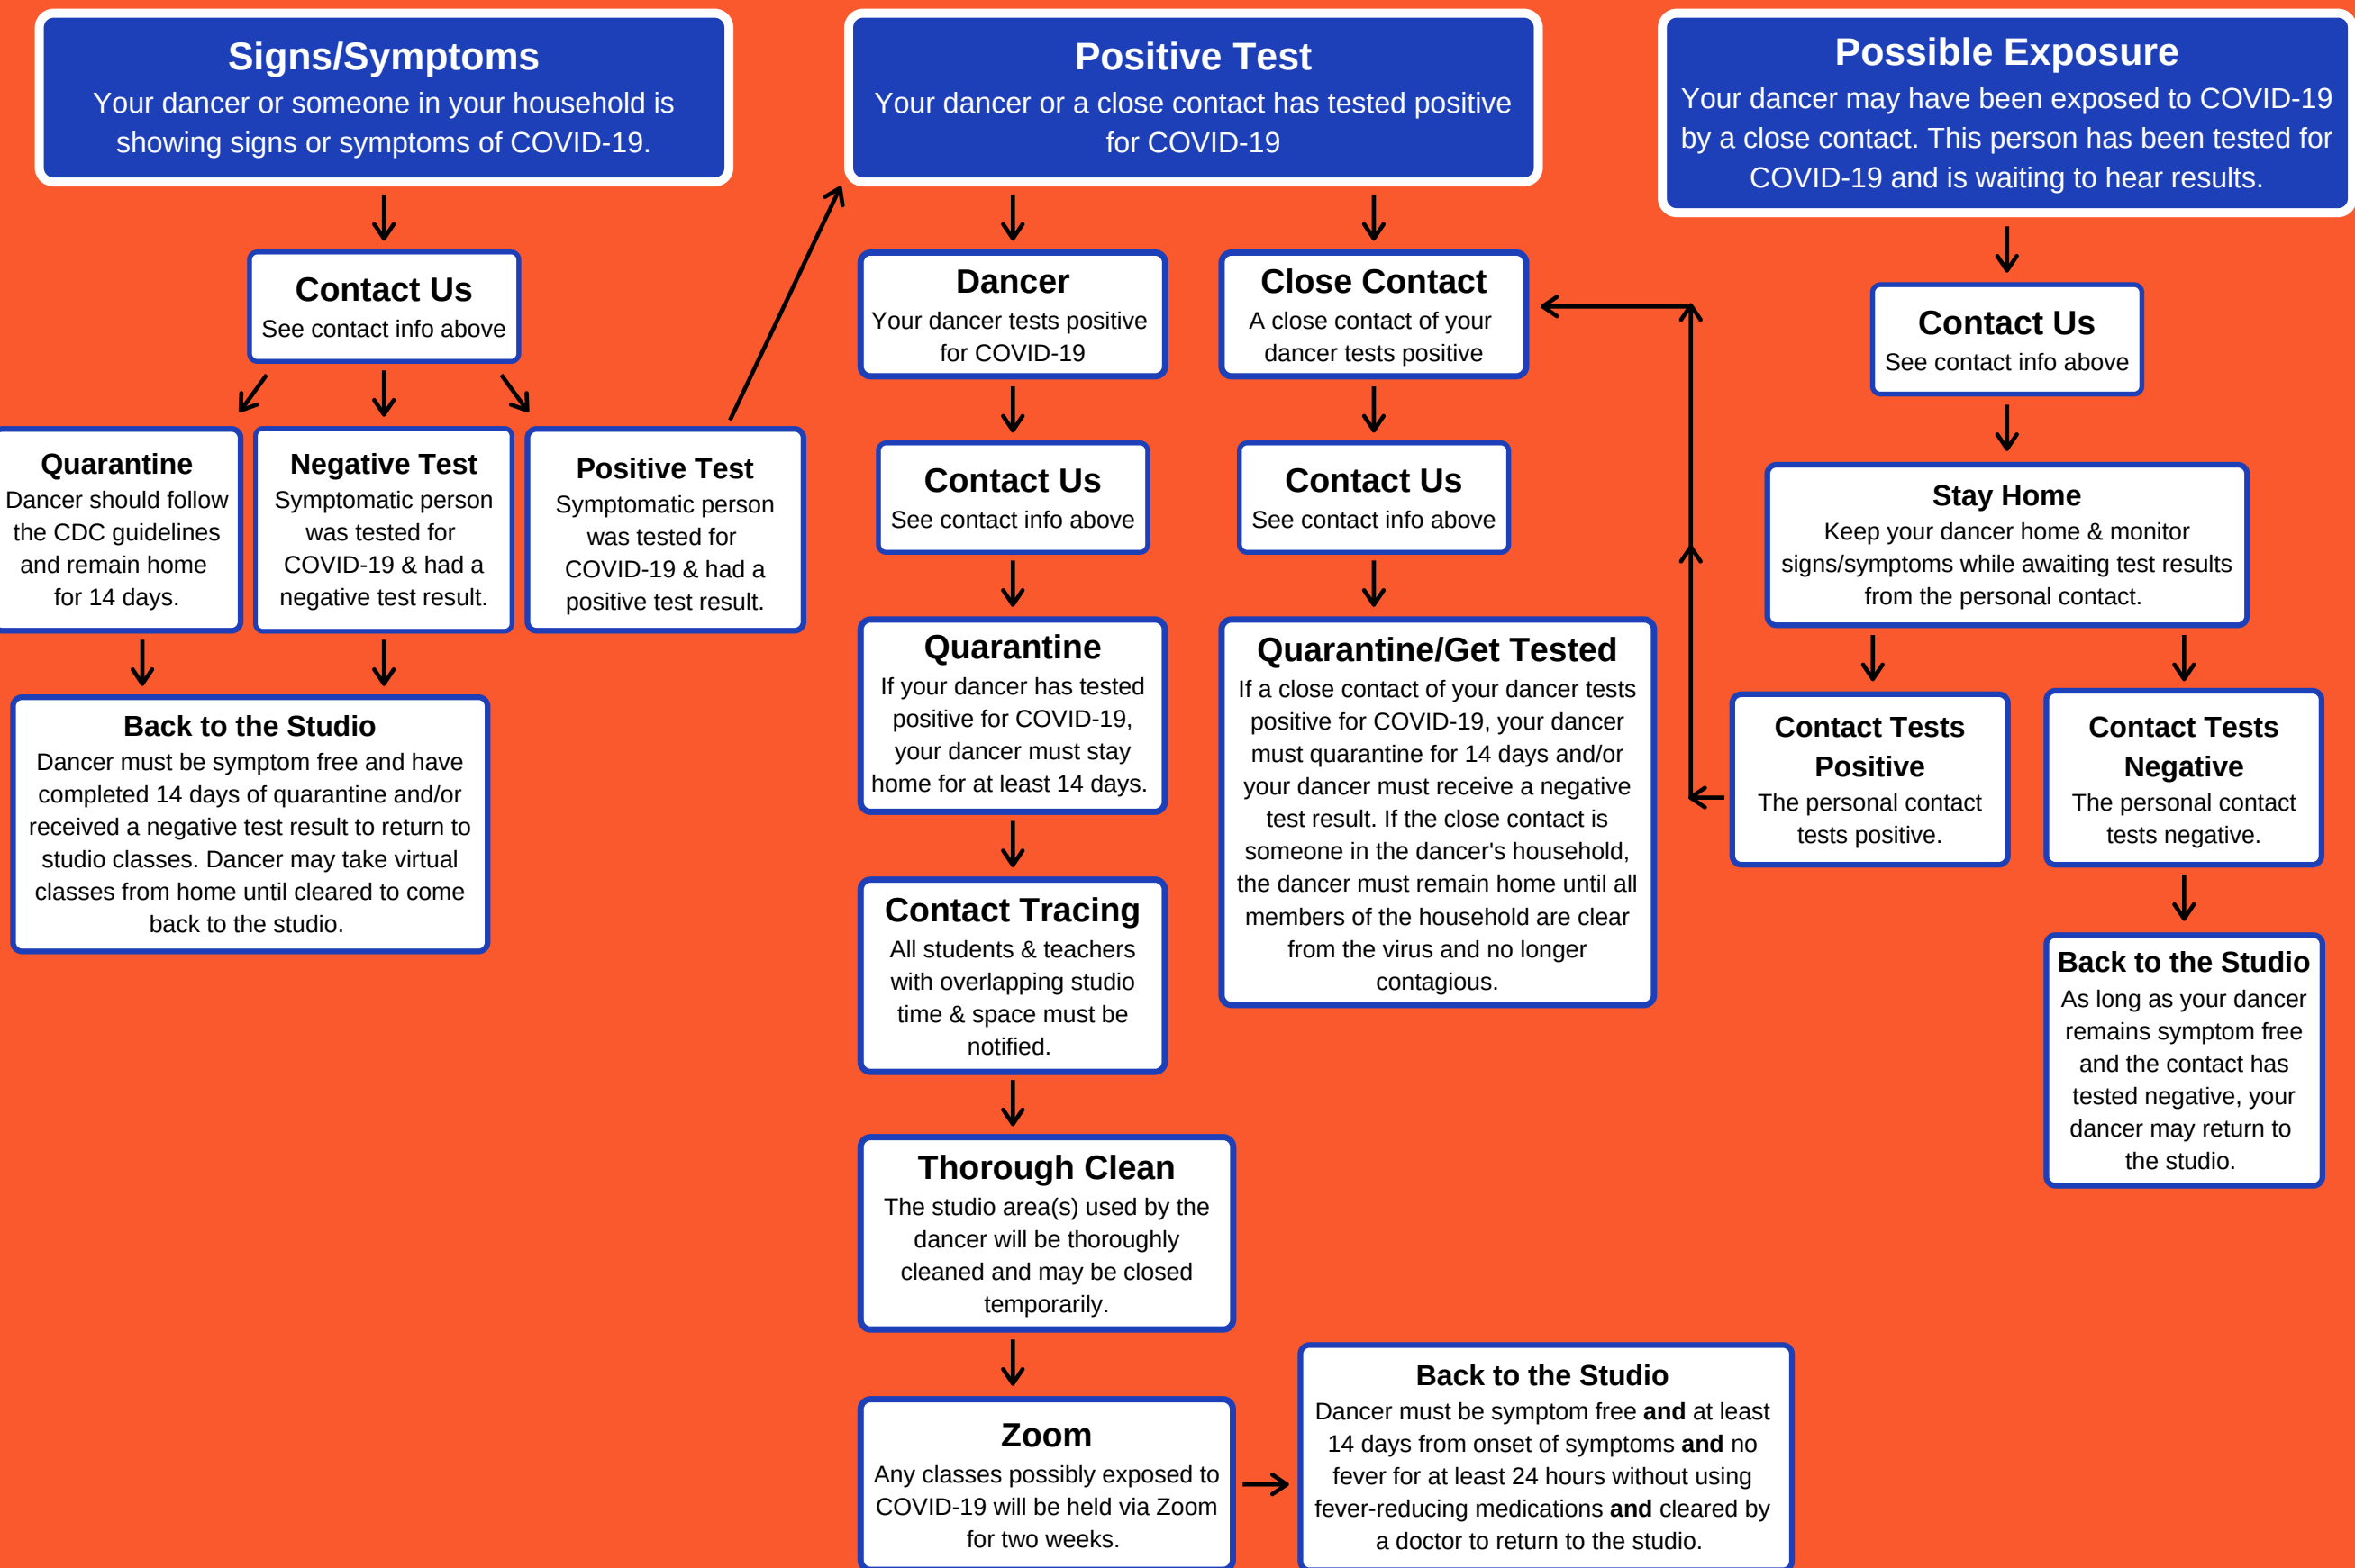 Signs/Symptoms
Your dancer or someone in your household is
showing signs or symptoms of COVID-19.
Contact Us
See contact info above
Quarantine
Dancer should follow
the CDC guidelines
and remain home
for 14 days.
Negative Test
Symptomatic person
was tested for
COVID-19 & had a
negative test result.
Positive Test
Symptomatic person
was tested for
COVID-19 & had a
positive test result.
Back to the Studio
Dancer must be symptom free and have
completed 14 days of quarantine and/or
received a negative test result to return to
studio classes. Dancer may take virtual
classes from home until cleared to come
back to the studio.
Positive Test
Your dancer or a close contact has tested positive
for COVID-19
Dancer
Your dancer tests positive
for COVID-19
Contact Us
See contact info above
Quarantine
If your dancer has tested
positive for COVID-19,
your dancer must stay
home for at least 14 days.
Contact Tracing
All students & teachers
with overlapping studio
time & space must be
notified.
Thorough Clean
The studio area(s) used by the
dancer will be thoroughly
cleaned and may be closed
temporarily.
Zoom
Any classes possibly exposed to
COVID-19 will be held via Zoom
for two weeks.
Back to the Studio
Dancer must be symptom free and at least
14 days from onset of symptoms and no
fever for at least 24 hours without using
fever-reducing medications and cleared by
a doctor to return to the studio.
Close Contact
A close contact of your
dancer tests positive
Contact Us
See contact info above
Quarantine/Get Tested
If a close contact of your dancer tests
positive for COVID-19, your dancer
must quarantine for 14 days and/or
your dancer must receive a negative
test result. If the close contact is
someone in the dancer's household,
the dancer must remain home until all
members of the household are clear
from the virus and no longer
contagious.
Possible Exposure
Your dancer may have been exposed to COVID-19
by a close contact. This person has been tested for
COVID-19 and is waiting to hear results.
Contact Us
See contact info above
Stay Home
Keep your dancer home & monitor
signs/symptoms while awaiting test results
from the personal contact.
Contact Tests
Positive
The personal contact
tests positive.
Contact Tests
Negative
The personal contact
tests negative.
Back to the Studio
As long as your dancer
remains symptom free
and the contact has
tested negative, your
dancer may return to
the studio.